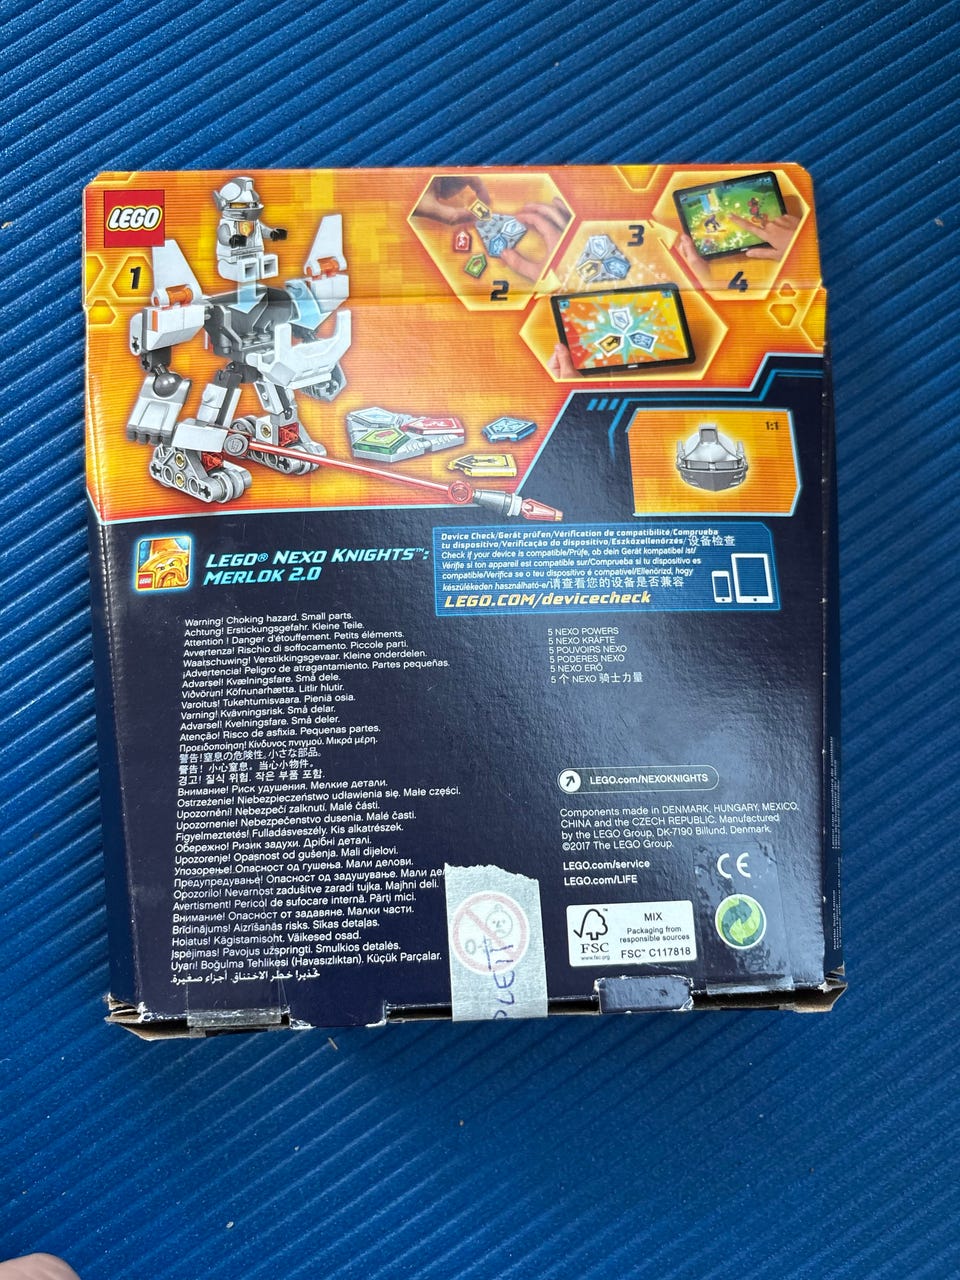 LEGO
1
2
3
4
1:1
LEGO® NEXO KNIGHTS™:
MERLOK 2.0
LEGO
Device Check/Gerät prüfen/Vérification de compatibilité/Comprueba
tu dispositivo/Verificação do dispositivo/Eszközellenőrzés/设备检查
Check if your device is compatible/Prüfe, ob dein Gerät kompatibel ist/
Vérifie si ton appareil est compatible sur/Comprueba si tu dispositivo es
compatible/Verifica se o teu dispositivo é compatível/Ellenőrizd, hogy
készülékeden használható-e/请查看您的设备是否兼容
LEGO.COM/devicecheck
Warning! Choking hazard. Small parts.
Achtung! Erstickungsgefahr. Kleine Teile.
Attention ! Danger d'étouffement. Petits éléments.
Avvertenza! Rischio di soffocamento. Piccole parti.
Waarschuwing! Verstikkingsgevaar. Kleine onderdelen.
¡Advertencia! Peligro de atragantamiento. Partes pequeñas.
Advarsel! Kvælningsfare. Små dele.
Viðvörun! Köfnunarhætta. Litlir hlutir.
Varoitus! Tukehtumisvaara. Pieniä osia.
Varning! Kvävningsrisk. Små delar.
Advarsel! Kvelningsfare. Små deler.
Atenção! Risco de asfixia. Pequenas partes.
Προειδοποίηση! Κίνδυνος πνιγμού. Μικρά μέρη.
警告!窒息の危険性。小さな部品。
警告! 小心窒息。当心小物件。
경고! 질식 위험. 작은 부품 포함.
Внимание! Риск удушения. Мелкие детали.
Ostrzeżenie! Niebezpieczeństwo udławienia się. Małe części.
Upozornění! Nebezpečí zalknutí. Malé části.
Upozornenie! Nebezpečenstvo dusenia. Malé časti.
Figyelmeztetés! Fulladásveszély. Kis alkatrészek.
Обережно! Ризик задухи. Дрібні деталі.
Upozorenje! Opasnost od gušenja. Mali dijelovi.
Упозорење! Опасност од гушења. Мали делови.
Предупредување! Опасност од задушување. Мали
Opozorilo! Nevarnost zadušitve zaradi tujka. Majhni deli.
Avertisment! Pericol de sufocare internă. Părți mici.
Внимание! Опасност от задавяне. Малки части.
Brīdinājums! Aizrīšanās risks. Sīkas detaļas.
Hoiatus! Kägistamisoht. Väikesed osad.
Įspėjimas! Pavojus užspringti. Smulkios detalės.
Uyarı! Boğulma Tehlikesi (Havasızlıktan). Küçük Parçalar.
تحذير! خطر الاختناق. أجزاء صغيرة.
5 NEXO POWERS
5 NEXO KRÄFTE
5 POUVOIRS NEXO
5 PODERES NEXO
5 NEXO ERŐ
5 个 NEXO 骑士力量
LEGO.com/NEXOKNIGHTS
Components made in DENMARK, HUNGARY, MEXICO,
CHINA and the CZECH REPUBLIC. Manufactured
by the LEGO Group, DK-7190 Billund, Denmark.
©2017 The LEGO Group.
LEGO.com/service
LEGO.com/LIFE
CE
FSC
www.fsc.org
MIX
Packaging from
responsible sources
FSC™ C117818
0-3